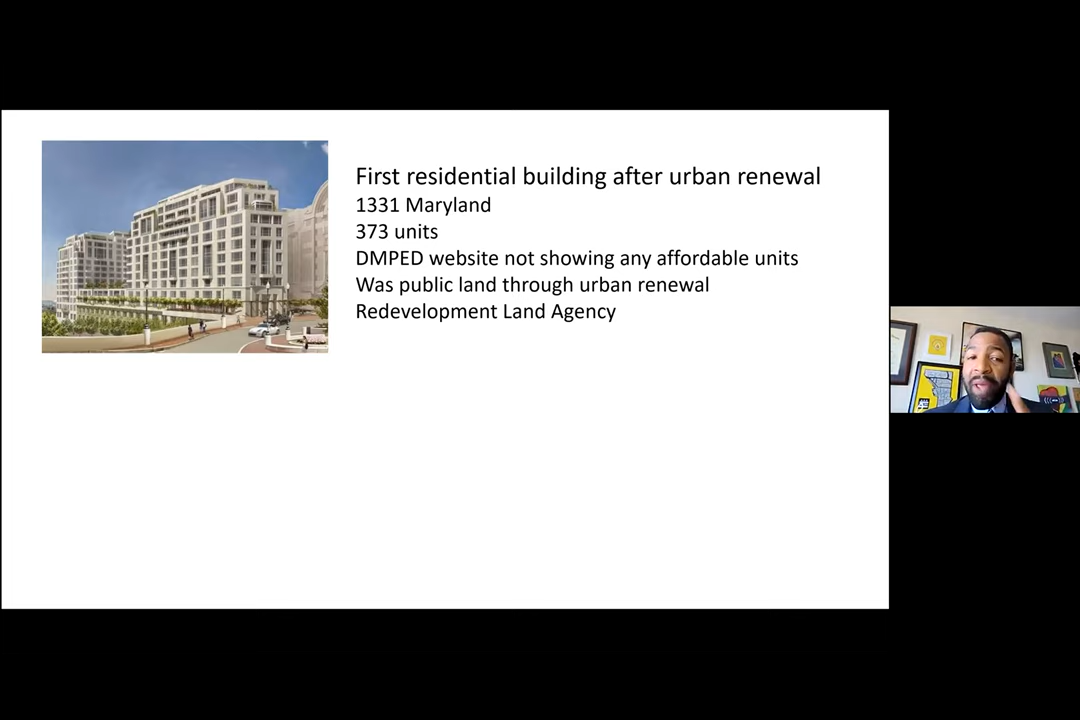 First residential building after urban renewal
1331 Maryland
373 units
DMPED website not showing any affordable units
Was public land through urban renewal
Redevelopment Land Agency